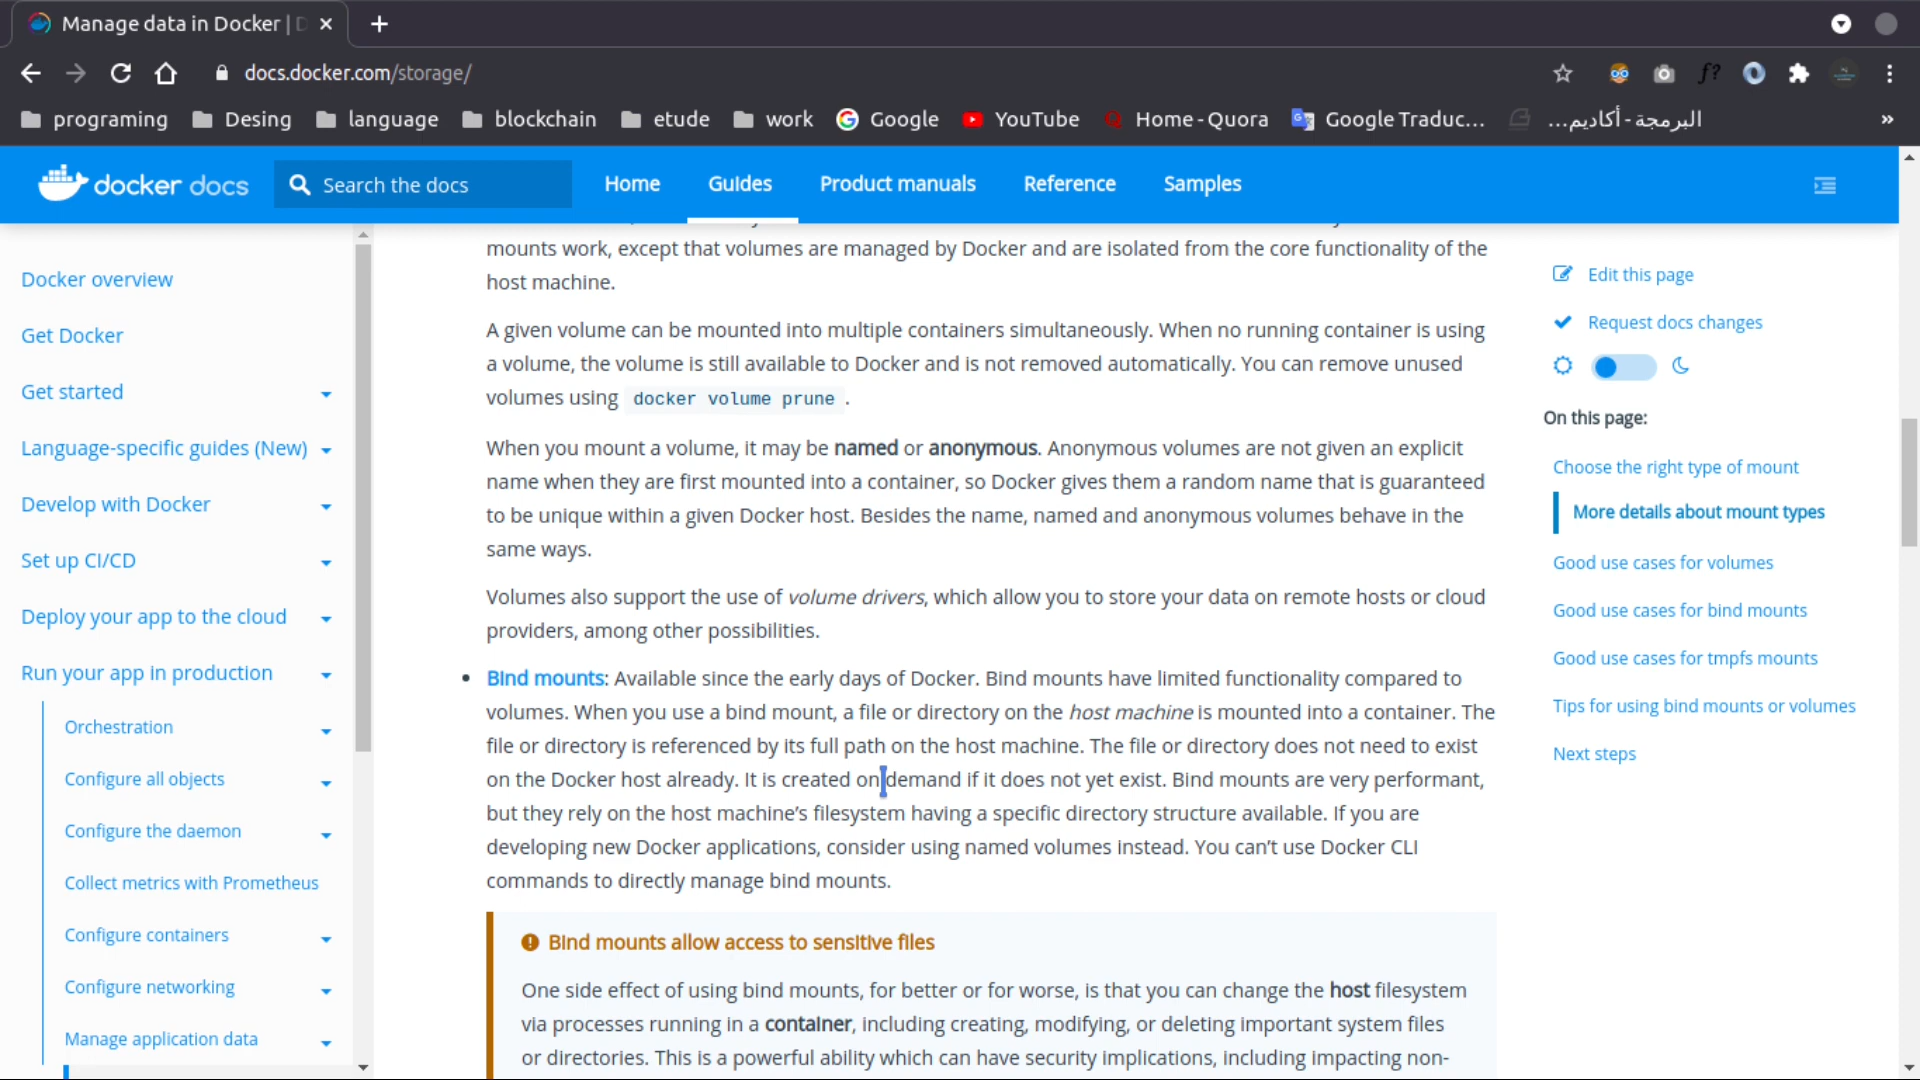 Manage data in Docker | D
docs.docker.com/storage/
f?
programing
Desing
language
blockchain
etude
work
Google
YouTube
Home - Quora
Google Traduc...
البرمجة - أكاديم...
»
docker docs
Search the docs
Home
Guides
Product manuals
Reference
Samples
Docker overview
Get Docker
Get started
Language-specific guides (New)
Develop with Docker
Set up CI/CD
Deploy your app to the cloud
Run your app in production
Orchestration
Configure all objects
Configure the daemon
Collect metrics with Prometheus
Configure containers
Configure networking
Manage application data
mounts work, except that volumes are managed by Docker and are isolated from the core functionality of the
host machine.
A given volume can be mounted into multiple containers simultaneously. When no running container is using
a volume, the volume is still available to Docker and is not removed automatically. You can remove unused
volumes using docker volume prune .
When you mount a volume, it may be named or anonymous. Anonymous volumes are not given an explicit
name when they are first mounted into a container, so Docker gives them a random name that is guaranteed
to be unique within a given Docker host. Besides the name, named and anonymous volumes behave in the
same ways.
Volumes also support the use of volume drivers, which allow you to store your data on remote hosts or cloud
providers, among other possibilities.
• Bind mounts: Available since the early days of Docker. Bind mounts have limited functionality compared to
volumes. When you use a bind mount, a file or directory on the host machine is mounted into a container. The
file or directory is referenced by its full path on the host machine. The file or directory does not need to exist
on the Docker host already. It is created on demand if it does not yet exist. Bind mounts are very performant,
but they rely on the host machine's filesystem having a specific directory structure available. If you are
developing new Docker applications, consider using named volumes instead. You can't use Docker CLI
commands to directly manage bind mounts.
Bind mounts allow access to sensitive files
One side effect of using bind mounts, for better or for worse, is that you can change the host filesystem
via processes running in a container, including creating, modifying, or deleting important system files
or directories. This is a powerful ability which can have security implications, including impacting non-
Edit this page
Request docs changes
On this page:
Choose the right type of mount
More details about mount types
Good use cases for volumes
Good use cases for bind mounts
Good use cases for tmpfs mounts
Tips for using bind mounts or volumes
Next steps